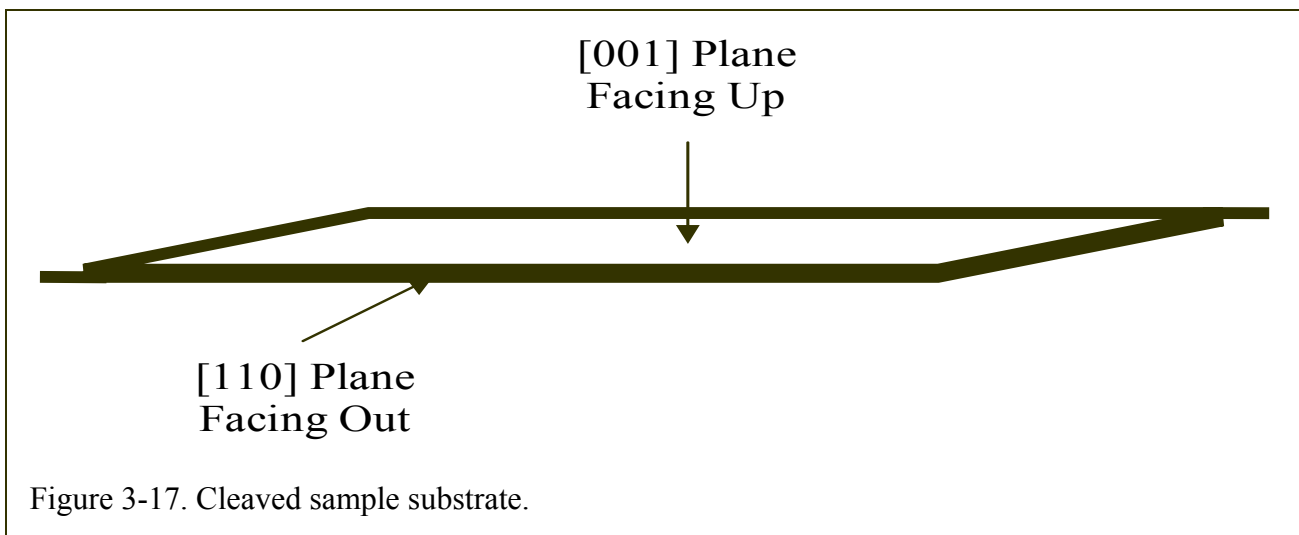 [001] Plane
Facing Up
[110] Plane
Facing Out
Figure 3-17. Cleaved sample substrate.